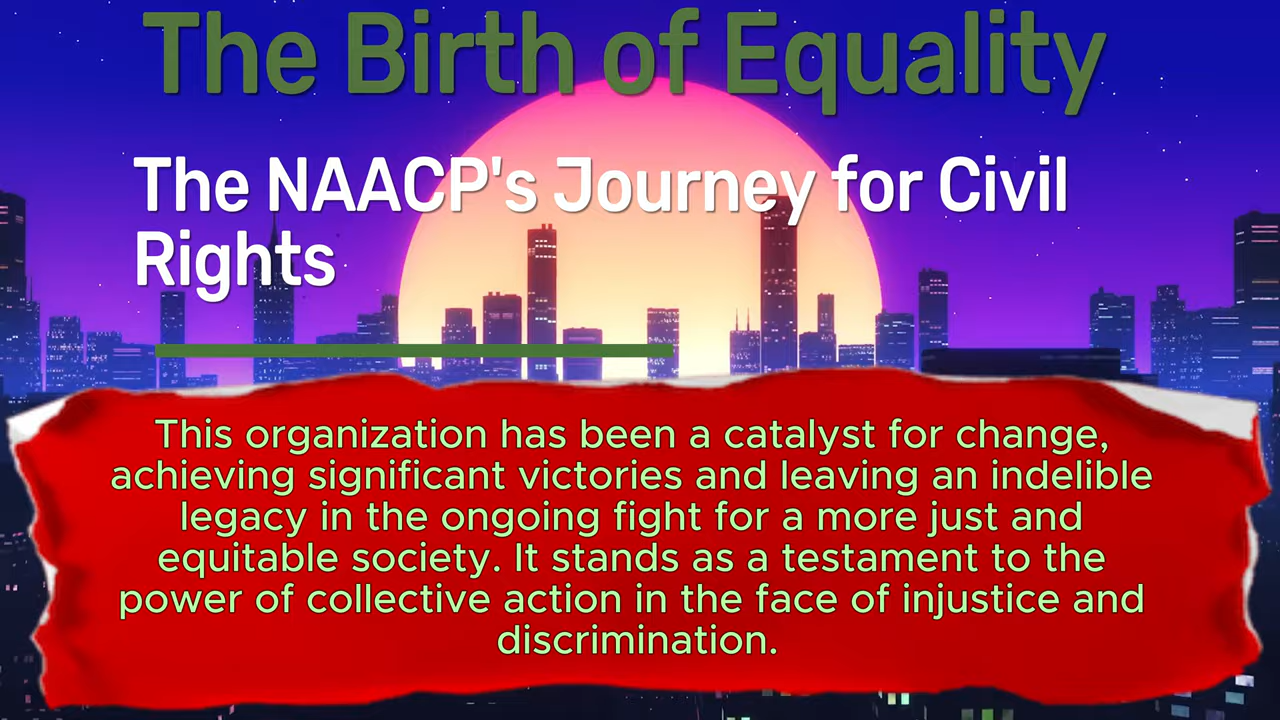 The Birth of Equality
The NAACP's Journey for Civil
Rights
This organization has been a catalyst for change,
achieving significant victories and leaving an indelible
legacy in the ongoing fight for a more just and
equitable society. It stands as a testament to the
power of collective action in the face of injustice and
discrimination.